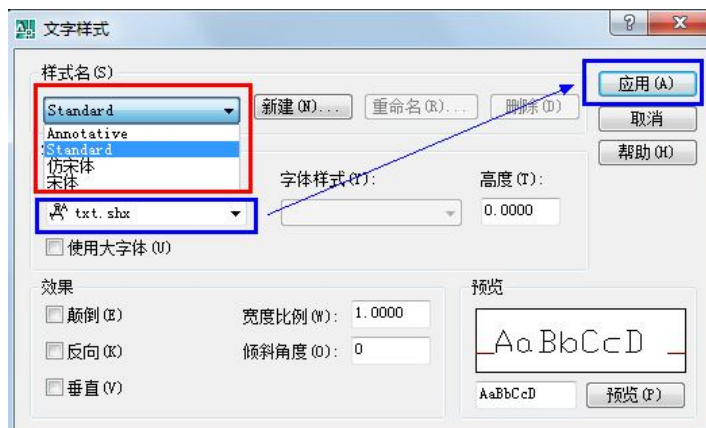 文字样式
样式名(S)
Standard
新建(N)...
重命名(R)...
删除(D)
应用(A)
取消
帮助(H)
Annotative
Standard
仿宋体
宋体
字体样式(Y):
高度(T):
txt.shx
0.0000
使用大字体(U)
效果
颠倒(E)
宽度比例(W):
1.0000
反向(K)
倾斜角度(O):
0
垂直(V)
预览
AaBbCcD
AaBbCcD
预览(P)